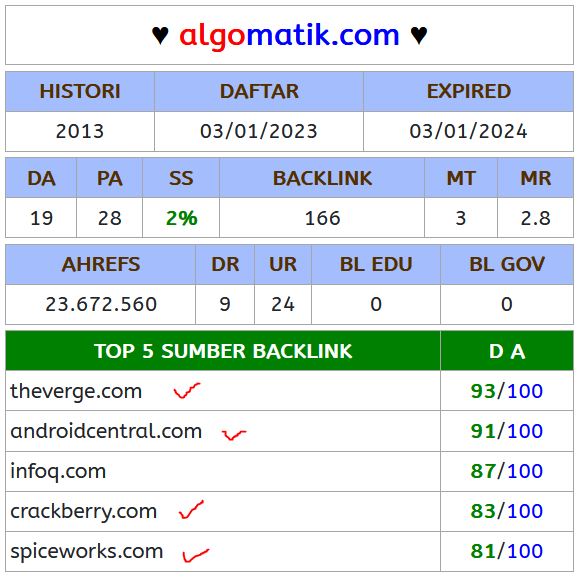 ♥ algomatik.com ♥
HISTORI DAFTAR EXPIRED
2013 03/01/2023 03/01/2024
DA PA SS BACKLINK MT MR
19 28 2% 166 3 2.8
AHREFS DR UR BL EDU BL GOV
23.672.560 9 24 0 0
TOP 5 SUMBER BACKLINK D A
theverge.com 93/100
androidcentral.com 91/100
infoq.com 87/100
crackberry.com 83/100
spiceworks.com 81/100